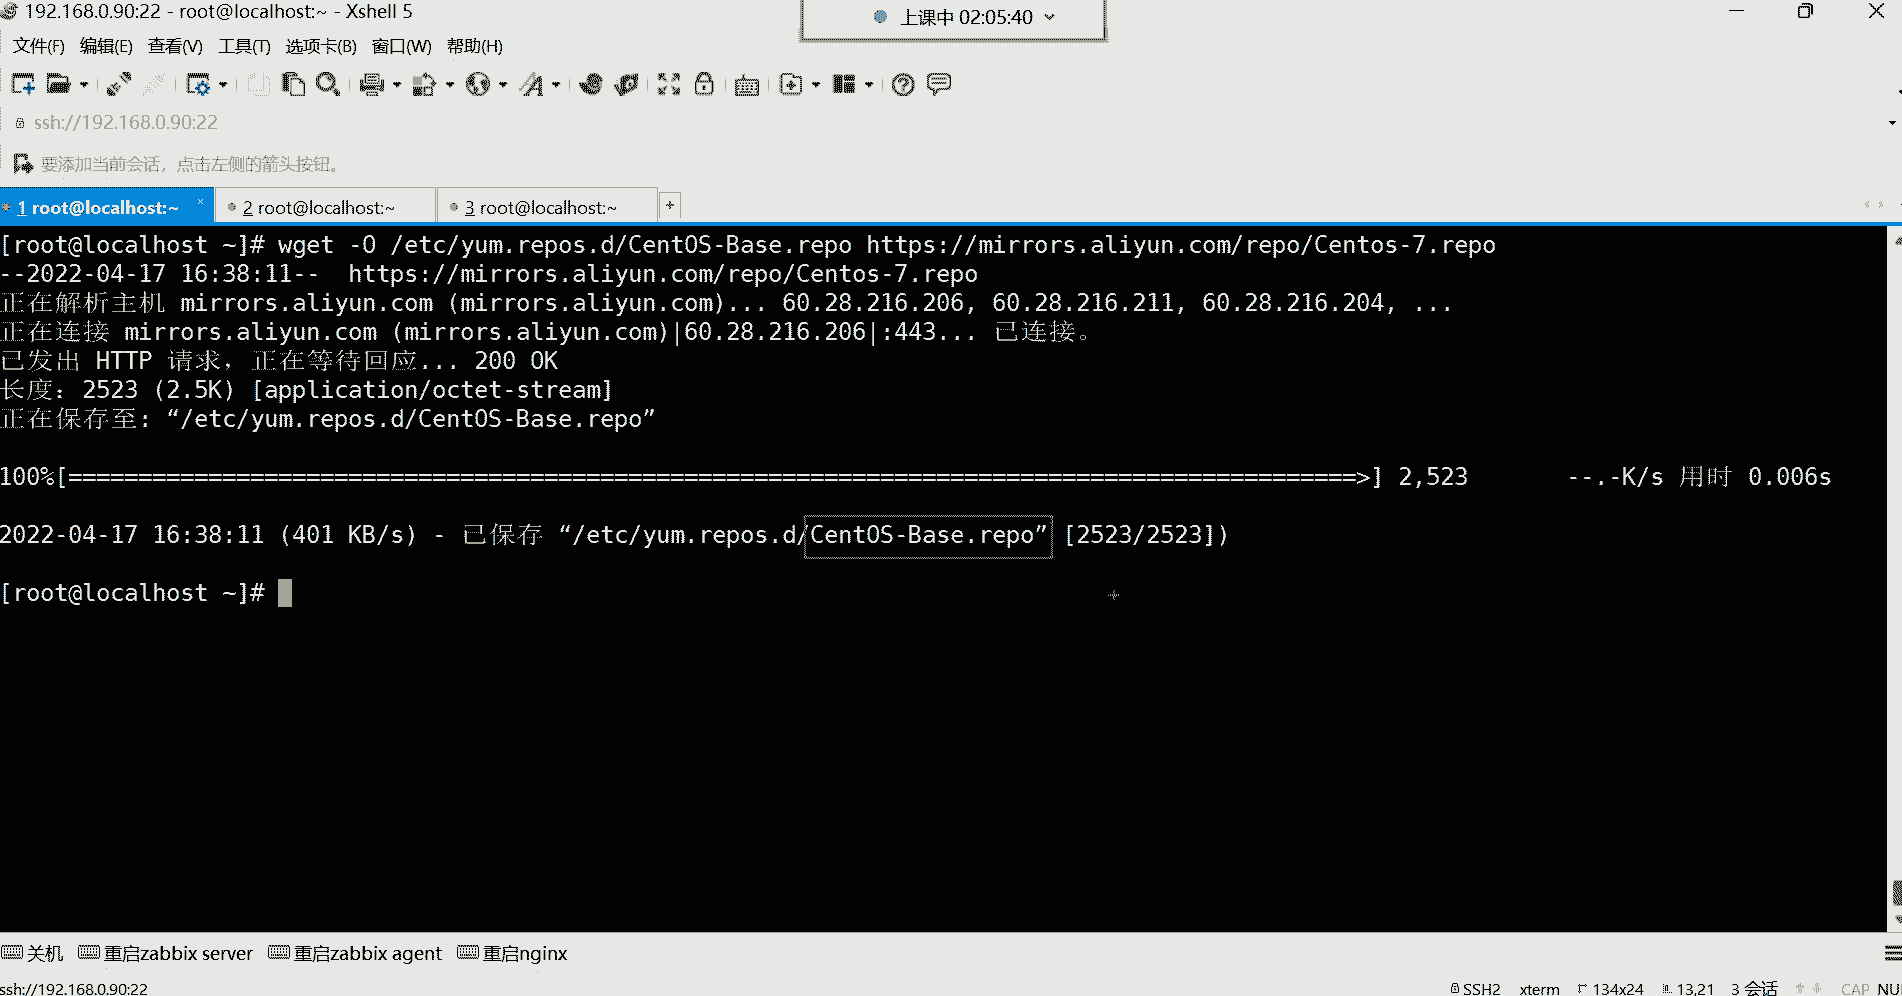 192.168.0.90:22 - root@localhost:~ - Xshell 5
上课中 02:05:40
文件(F) 编辑(E) 查看(V) 工具(T) 选项卡(B) 窗口(W) 帮助(H)
ssh://192.168.0.90:22
要添加当前会话，点击左侧的箭头按钮。
1 root@localhost:~ × 2 root@localhost:~ 3 root@localhost:~ +
[root@localhost ~]# wget -O /etc/yum.repos.d/CentOS-Base.repo https://mirrors.aliyun.com/repo/Centos-7.repo
--2022-04-17 16:38:11--  https://mirrors.aliyun.com/repo/Centos-7.repo
正在解析主机 mirrors.aliyun.com (mirrors.aliyun.com)... 60.28.216.206, 60.28.216.211, 60.28.216.204, ...
正在连接 mirrors.aliyun.com (mirrors.aliyun.com)|60.28.216.206|:443... 已连接。
已发出 HTTP 请求，正在等待回应... 200 OK
长度：2523 (2.5K) [application/octet-stream]
正在保存至: “/etc/yum.repos.d/CentOS-Base.repo”
100%[============================================================================================>] 2,523       --.-K/s 用时 0.006s
2022-04-17 16:38:11 (401 KB/s) - 已保存 “/etc/yum.repos.d/CentOS-Base.repo” [2523/2523])
[root@localhost ~]#
关机 重启zabbix server 重启zabbix agent 重启nginx
ssh://192.168.0.90:22 SSH2 xterm 134x24 13,21 3 会话 CAP NU